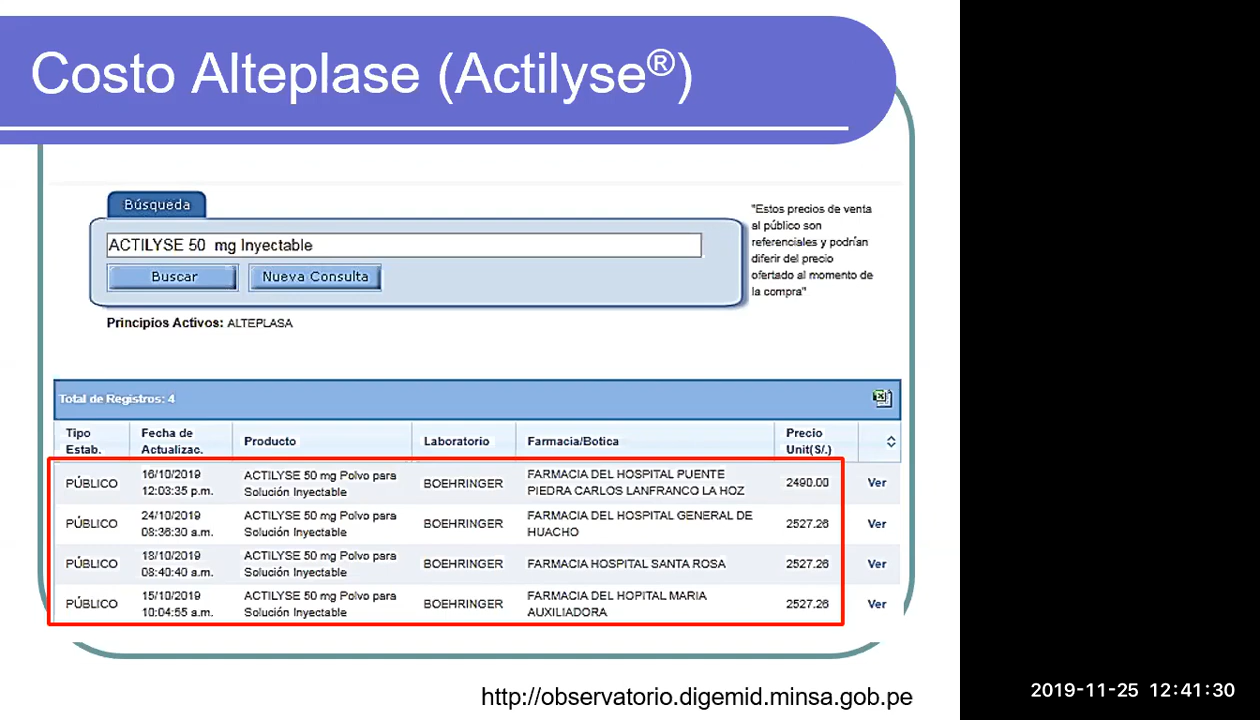 Costo Alteplase (Actilyse®)
Búsqueda
ACTILYSE 50 mg Inyectable
Buscar
Nueva Consulta
"Estos precios de venta
al público son
referenciales y podrían
diferir del precio
ofertado al momento de
la compra"
Principios Activos: ALTEPLASA
Total de Registros: 4
Tipo
Estab.
Fecha de
Actualizac.
Producto
Laboratorio
Farmacia/Botica
Precio
Unit(S/.)
PÚBLICO
16/10/2019
12:03:35 p.m.
ACTILYSE 50 mg Polvo para
Solución Inyectable
BOEHRINGER
FARMACIA DEL HOSPITAL PUENTE
PIEDRA CARLOS LANFRANCO LA HOZ
2490.00
Ver
PÚBLICO
24/10/2019
08:36:30 a.m.
ACTILYSE 50 mg Polvo para
Solución Inyectable
BOEHRINGER
FARMACIA DEL HOSPITAL GENERAL DE
HUACHO
2527.26
Ver
PÚBLICO
18/10/2019
08:40:40 a.m.
ACTILYSE 50 mg Polvo para
Solución Inyectable
BOEHRINGER
FARMACIA HOSPITAL SANTA ROSA
2527.26
Ver
PÚBLICO
15/10/2019
10:04:55 a.m.
ACTILYSE 50 mg Polvo para
Solución Inyectable
BOEHRINGER
FARMACIA DEL HOPITAL MARIA
AUXILIADORA
2527.26
Ver
http://observatorio.digemid.minsa.gob.pe
2019-11-25 12:41:30